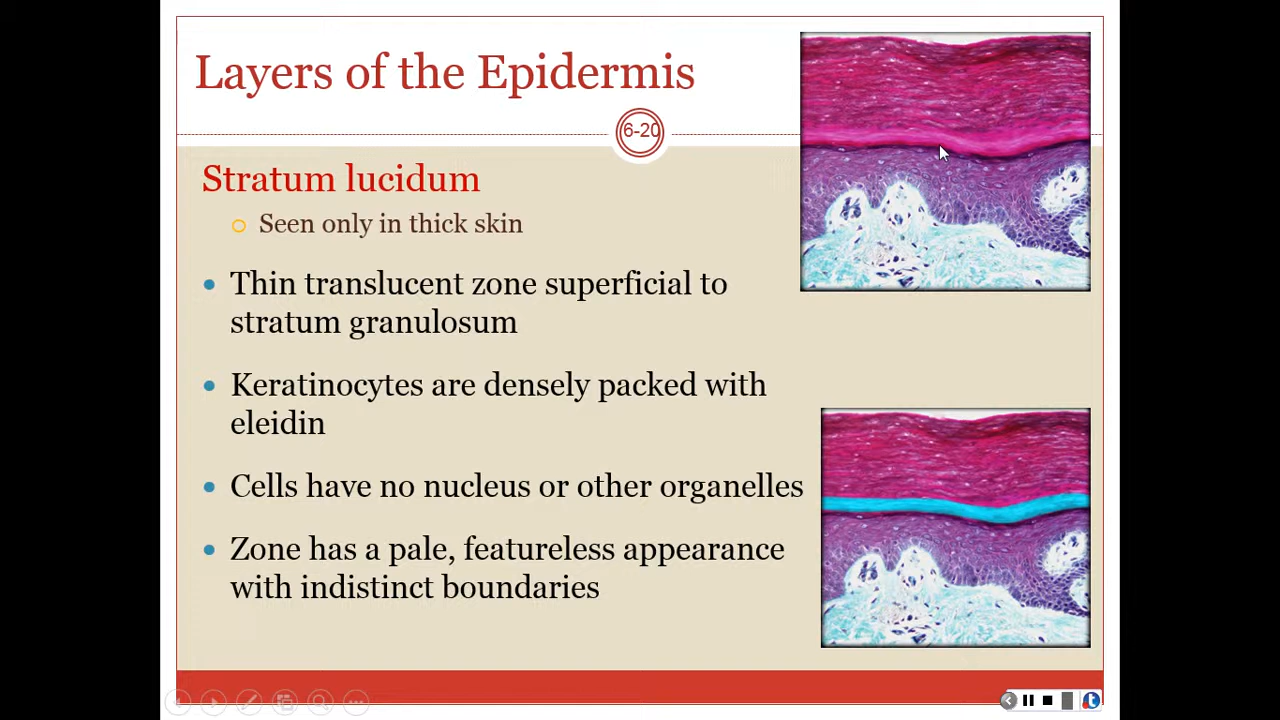 Layers of the Epidermis
6-20
Stratum lucidum
Seen only in thick skin
Thin translucent zone superficial to
stratum granulosum
Keratinocytes are densely packed with
eleidin
Cells have no nucleus or other organelles
Zone has a pale, featureless appearance
with indistinct boundaries
t